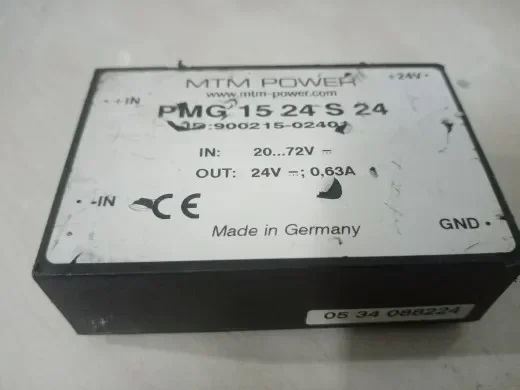 MTM POWER
www.mtm-power.com
+IN
+24V
PMG 15 24 S 24
ID:900215-02401
IN: 20...72V ⎓
OUT: 24V ⎓; 0,63A
-IN
CE
Made in Germany
GND
05 34 088224